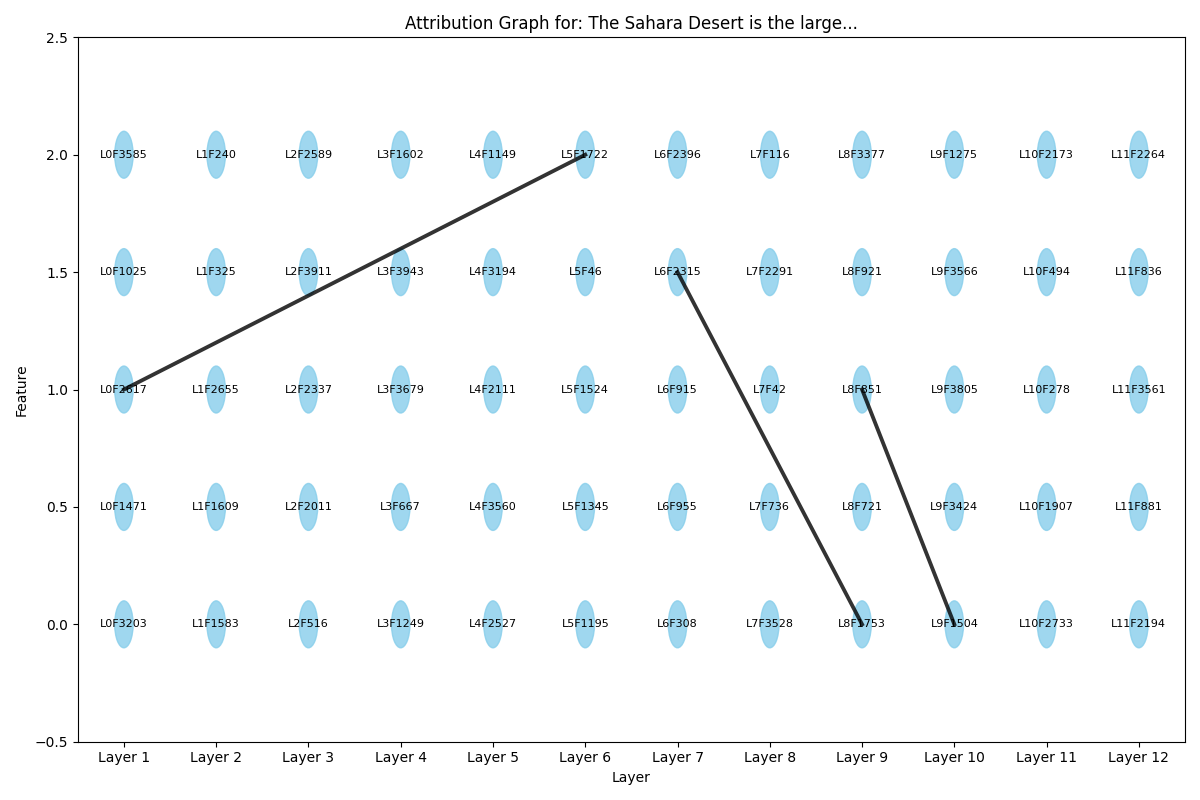 Attribution Graph for: The Sahara Desert is the large...
2.5
2.0 L0F3585 L1F240 L2F2589 L3F1602 L4F1149 L5F1722 L6F2396 L7F116 L8F3377 L9F1275 L10F2173 L11F2264
1.5 L0F1025 L1F325 L2F3911 L3F3943 L4F3194 L5F46 L6F2315 L7F2291 L8F921 L9F3566 L10F494 L11F836
1.0 L1F2655 L2F2337 L3F3679 L4F2111 L5F1524 L6F915 L7F42 L9F3805 L10F278 L11F3561
Feature
0.5 L0F1471 L1F1609 L2F2011 L3F667 L4F3560 L5F1345 L6F955 L7F736 L8F721 L9F3424 L10F1907 L11F881
0.0 L0F3203 L1F1583 L2F516 L3F1249 L4F2527 L5F1195 L6F308 L7F3528 L10F2733 L11F2194
−0.5
Layer 1 Layer 2 Layer 3 Layer 4 Layer 5 Layer 6 Layer 7 Layer 8 Layer 9 Layer 10 Layer 11 Layer 12
Layer